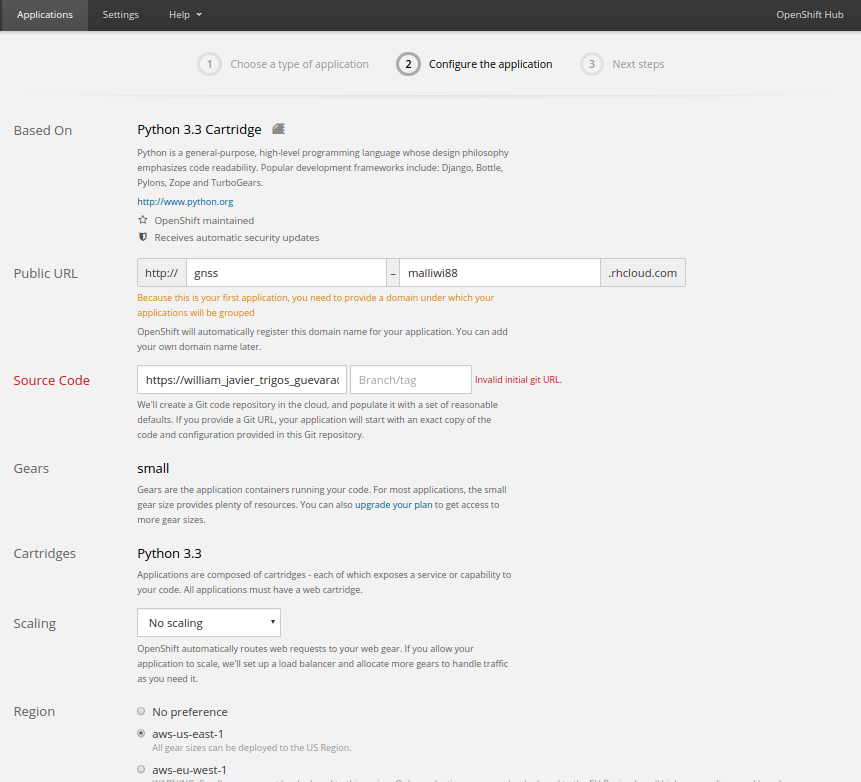 Applications Settings Help OpenShift Hub
1 Choose a type of application 2 Configure the application 3 Next steps
Based On Python 3.3 Cartridge
Python is a general-purpose, high-level programming language whose design philosophy
emphasizes code readability. Popular development frameworks include: Django, Bottle,
Pylons, Zope and TurboGears.
http://www.python.org
OpenShift maintained
Receives automatic security updates
Public URL http:// gnss – malliwi88 .rhcloud.com
Because this is your first application, you need to provide a domain under which your
applications will be grouped
OpenShift will automatically register this domain name for your application. You can add
your own domain name later.
Source Code https://william_javier_trigos_guevara( Branch/tag Invalid initial git URL.
We'll create a Git code repository in the cloud, and populate it with a set of reasonable
defaults. If you provide a Git URL, your application will start with an exact copy of the
code and configuration provided in this Git repository.
Gears small
Gears are the application containers running your code. For most applications, the small
gear size provides plenty of resources. You can also upgrade your plan to get access to
more gear sizes.
Cartridges Python 3.3
Applications are composed of cartridges - each of which exposes a service or capability to
your code. All applications must have a web cartridge.
Scaling No scaling
OpenShift automatically routes web requests to your web gear. If you allow your
application to scale, we'll set up a load balancer and allocate more gears to handle traffic
as you need it.
Region No preference
aws-us-east-1
All gear sizes can be deployed to the US Region.
aws-eu-west-1